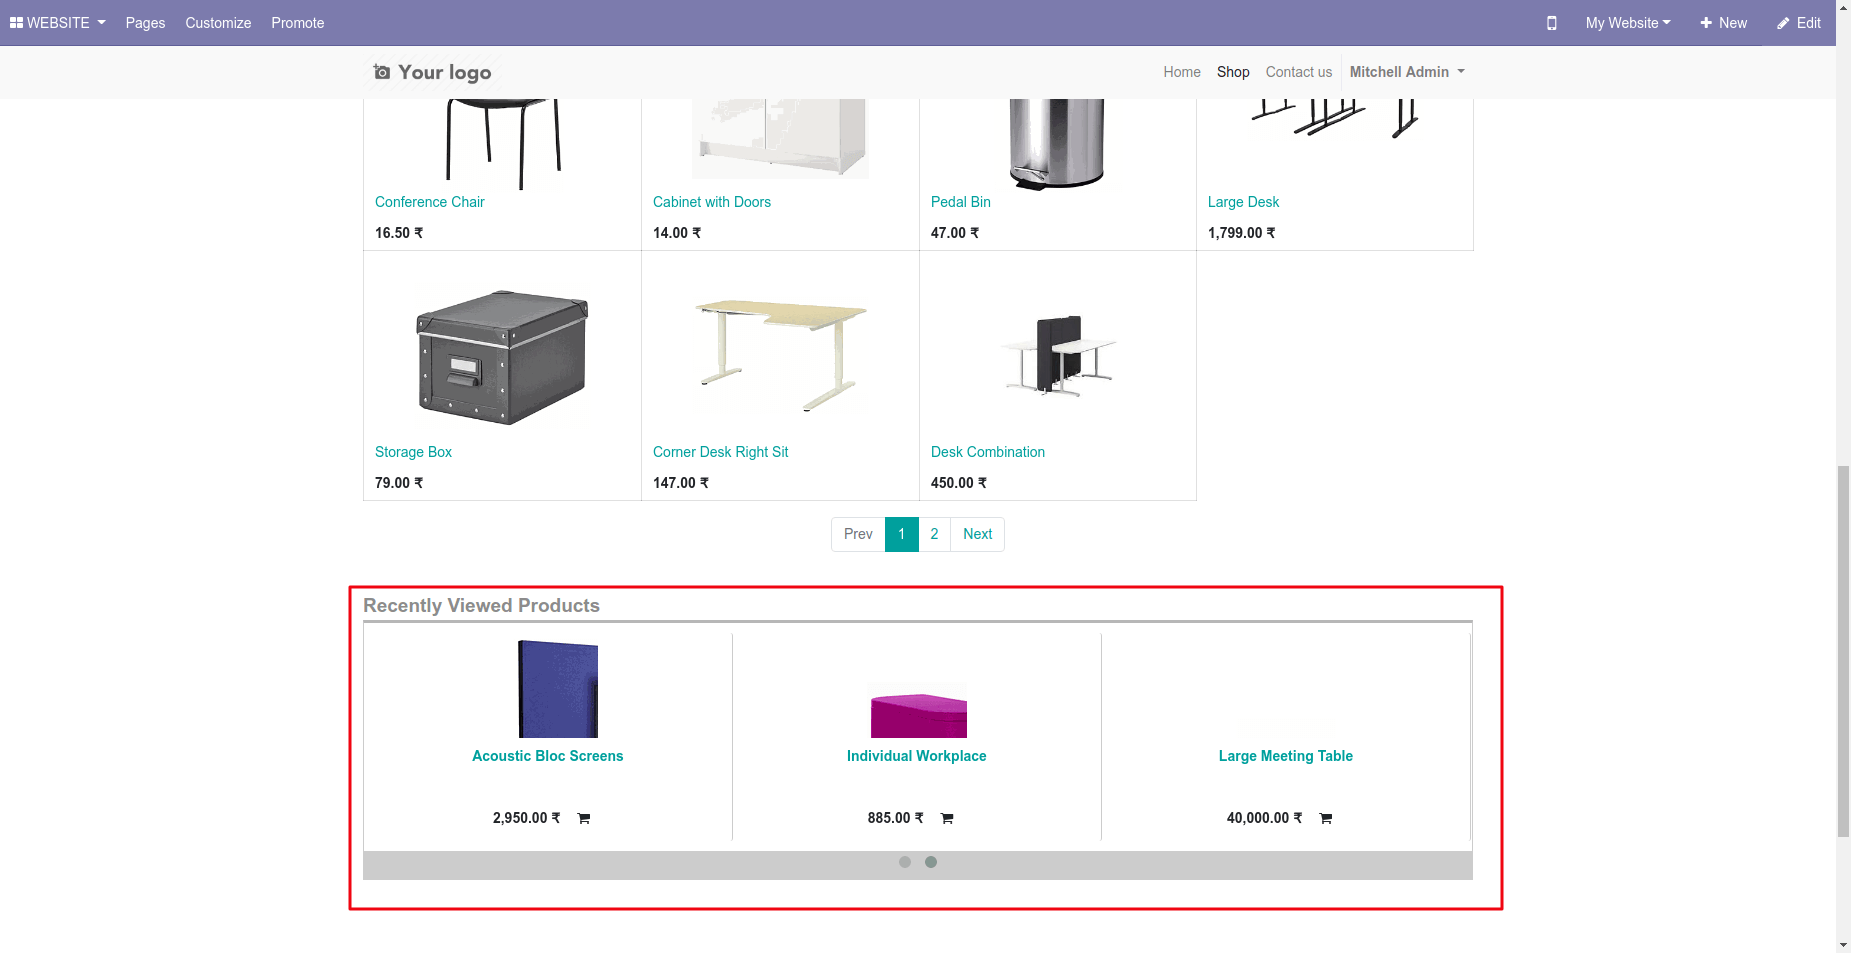 WEBSITE Pages Customize Promote My Website New Edit
Your logo Home Shop Contact us Mitchell Admin
Conference Chair Cabinet with Doors Pedal Bin Large Desk
16.50 ₹ 14.00 ₹ 47.00 ₹ 1,799.00 ₹
Storage Box Corner Desk Right Sit Desk Combination
79.00 ₹ 147.00 ₹ 450.00 ₹
Prev 1 2 Next
Recently Viewed Products
Acoustic Bloc Screens Individual Workplace Large Meeting Table
2,950.00 ₹ 885.00 ₹ 40,000.00 ₹